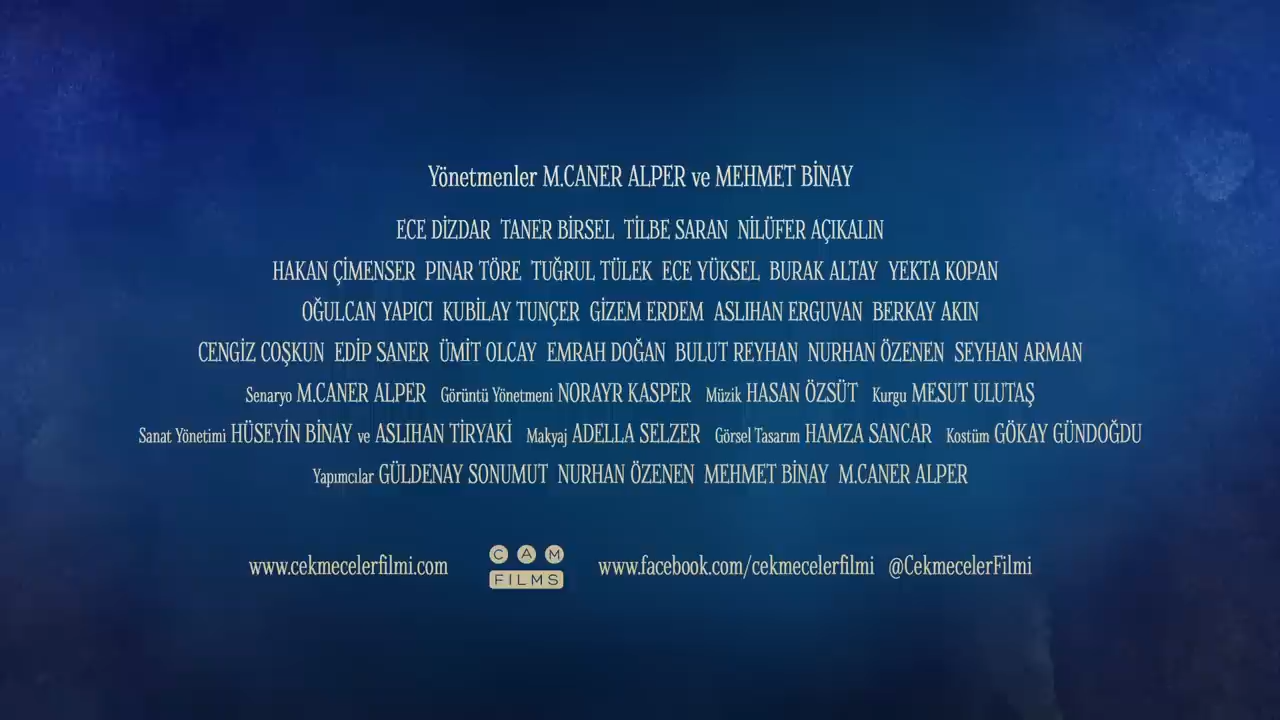 Yönetmenler M.CANER ALPER ve MEHMET BİNAY
ECE DİZDAR TANER BİRSEL TİLBE SARAN NİLÜFER AÇIKALIN
HAKAN ÇİMENSER PINAR TÖRE TUĞRUL TÜLEK ECE YÜKSEL BURAK ALTAY YEKTA KOPAN
OĞULCAN YAPICI KUBİLAY TUNÇER GİZEM ERDEM ASLIHAN ERGUVAN BERKAY AKIN
CENGİZ COŞKUN EDİP SANER ÜMİT OLCAY EMRAH DOĞAN BULUT REYHAN NURHAN ÖZENEN SEYHAN ARMAN
Senaryo M.CANER ALPER Görüntü Yönetmeni NORAYR KASPER Müzik HASAN ÖZSÜT Kurgu MESUT ULUTAŞ
Sanat Yönetimi HÜSEYİN BİNAY ve ASLIHAN TİRYAKİ Makyaj ADELLA SELZER Görsel Tasarım HAMZA SANCAR Kostüm GÖKAY GÜNDOĞDU
Yapımcılar GÜLDENAY SONUMUT NURHAN ÖZENEN MEHMET BİNAY M.CANER ALPER
www.cekmecelerfilmi.com CAM FILMS www.facebook.com/cekmecelerfilmi @CekmecelerFilmi